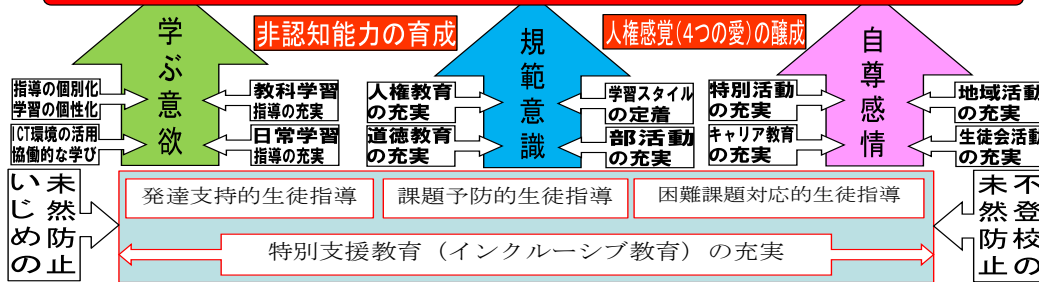 非認知能力の育成
人権感覚(4つの愛)の醸成
学ぶ意欲
規範意識
自尊感情
指導の個別化
学習の個性化
教科学習
指導の充実
人権教育
の充実
学習スタイル
の定着
特別活動
の充実
地域活動
の充実
ICT環境の活用
協働的な学び
日常学習
指導の充実
道徳教育
の充実
部活動
の充実
キャリア教育
の充実
生徒会活動
の充実
いじめの
未然防止
発達支持的生徒指導
課題予防的生徒指導
困難課題対応的生徒指導
特別支援教育（インクルーシブ教育）の充実
不登校の
未然防止